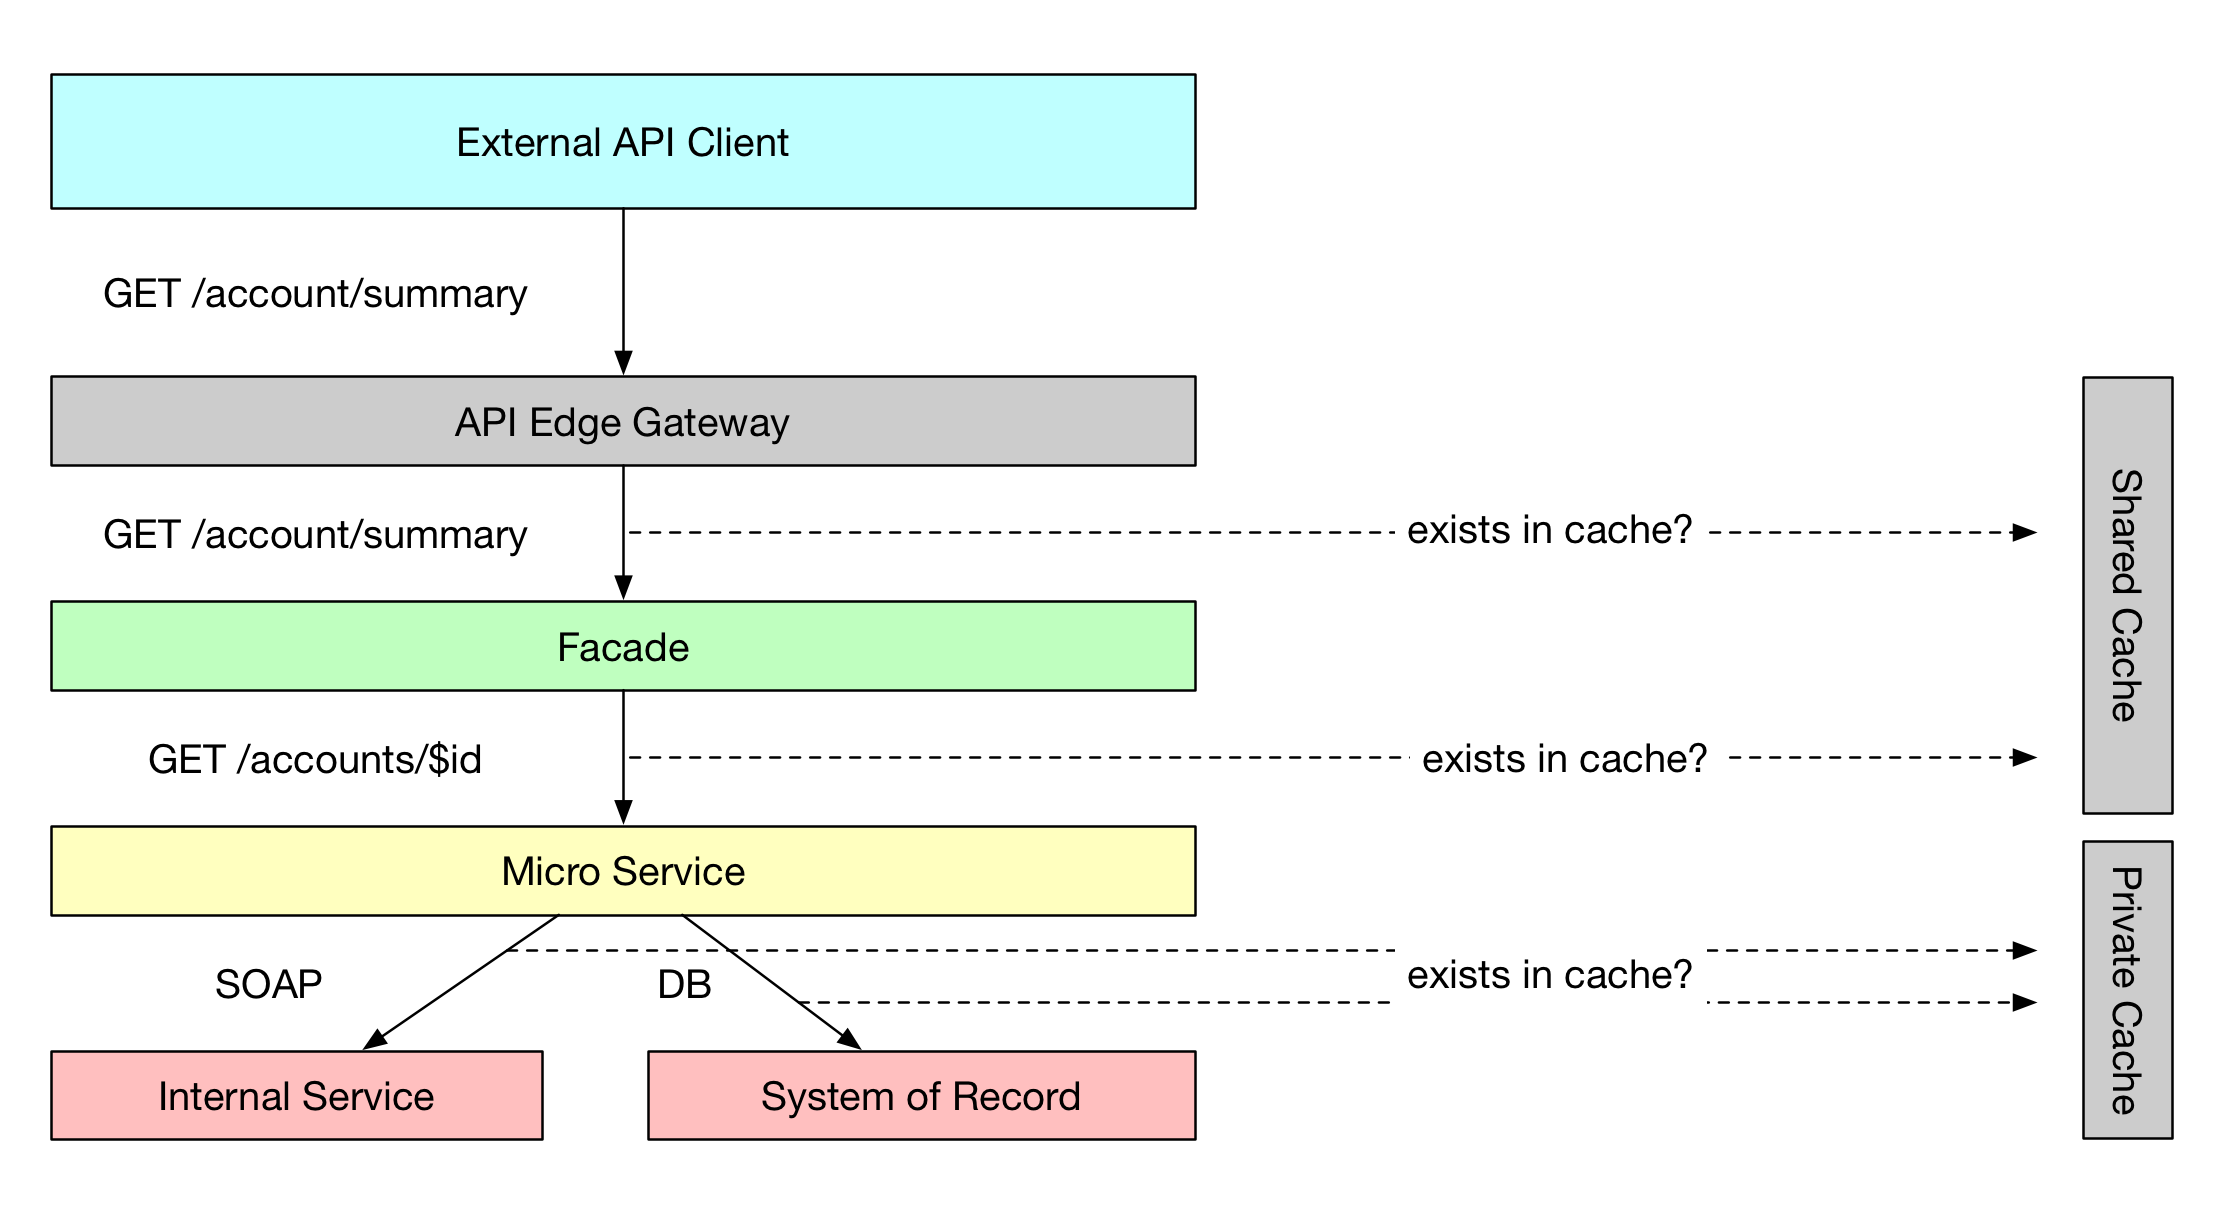 External API Client
GET /account/summary
API Edge Gateway
GET /account/summary
exists in cache?
Facade
GET /accounts/$id
exists in cache?
Shared Cache
Micro Service
SOAP
DB
exists in cache?
Private Cache
Internal Service
System of Record